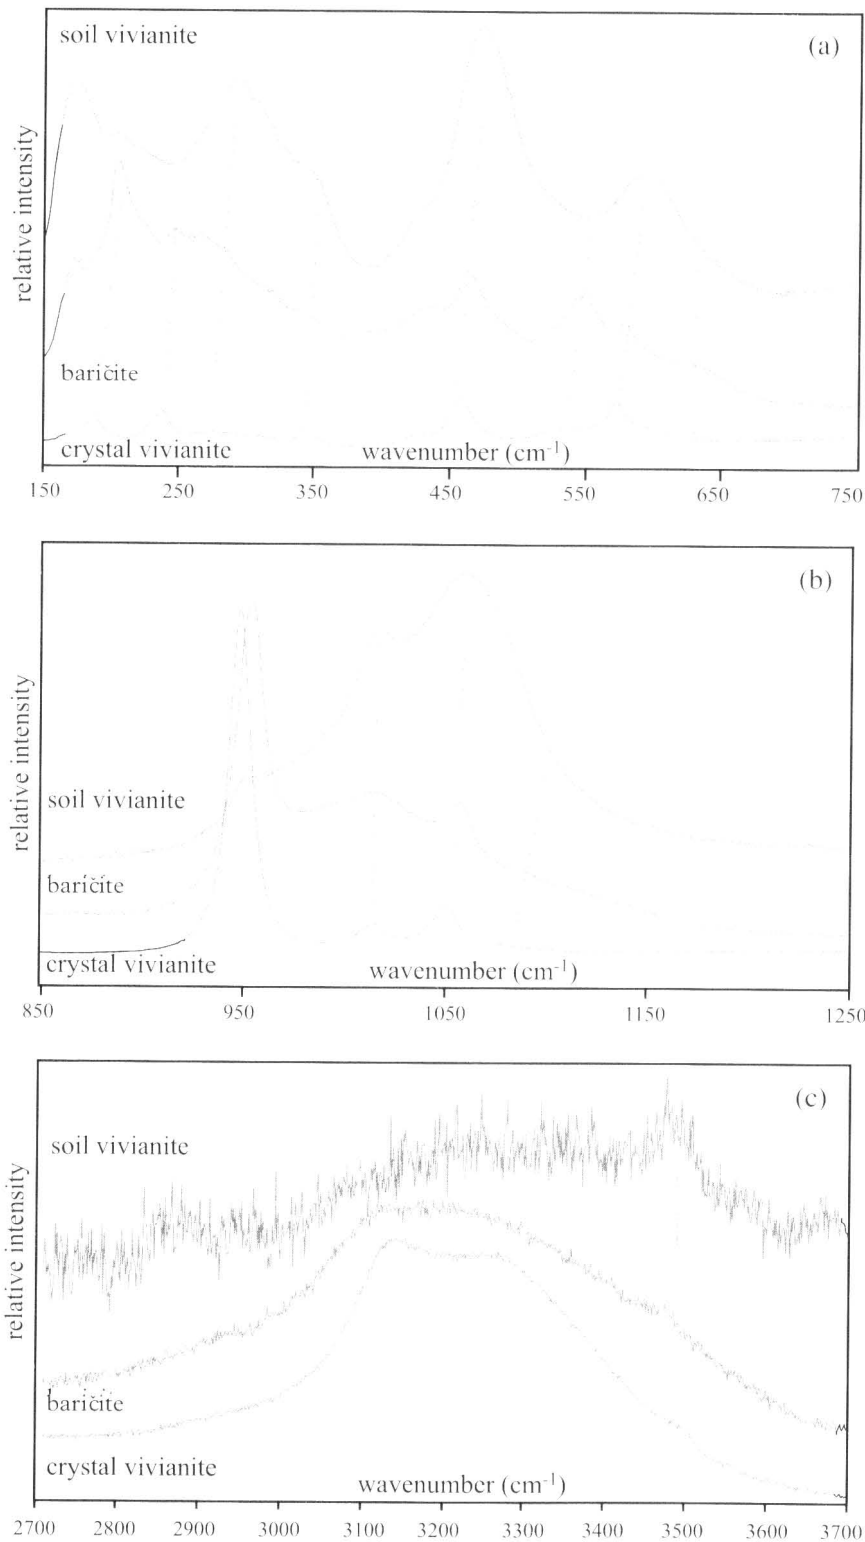 soil vivianite
(a)
relative intensity
baričite
crystal vivianite
wavenumber (cm-1)
150 250 350 450 550 650 750
(b)
relative intensity
soil vivianite
baričite
crystal vivianite
wavenumber (cm-1)
850 950 1050 1150 1250
(c)
soil vivianite
relative intensity
baričite
crystal vivianite
wavenumber (cm-1)
2700 2800 2900 3000 3100 3200 3300 3400 3500 3600 3700